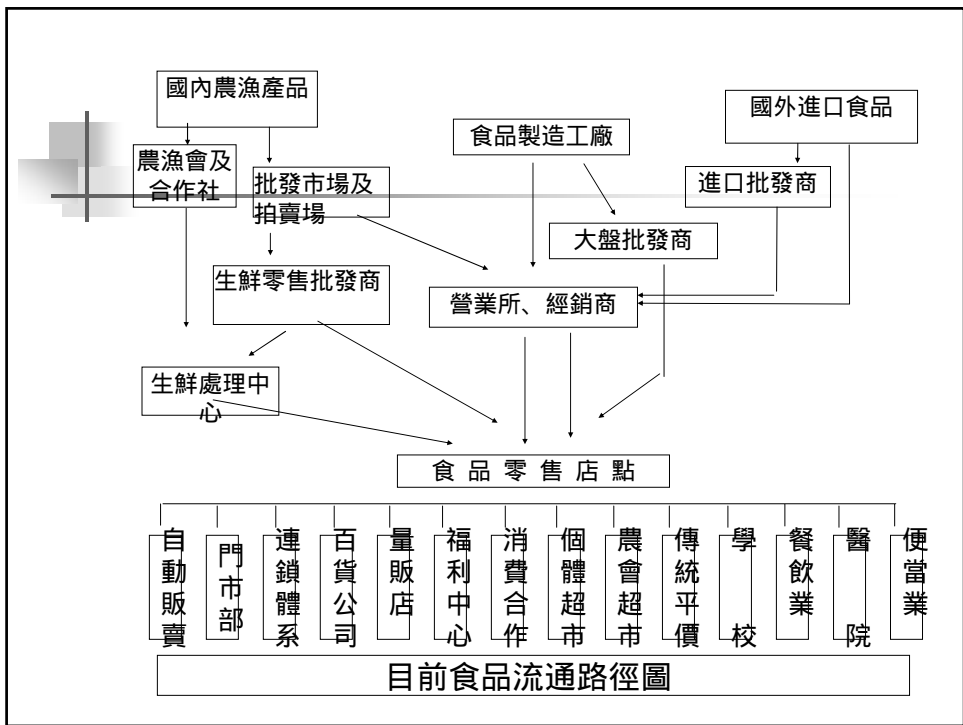 國內農漁產品
國外進口食品
食品製造工廠
農漁會及
合作社
批發市場及
拍賣場
進口批發商
大盤批發商
生鮮零售批發商
營業所、經銷商
生鮮處理中
心
食品零售店點
自動販賣
門市部
連鎖體系
百貨公司
量販店
福利中心
消費合作
個體超市
農會超市
傳統平價
學校
餐飲業
醫院
便當業
目前食品流通路徑圖